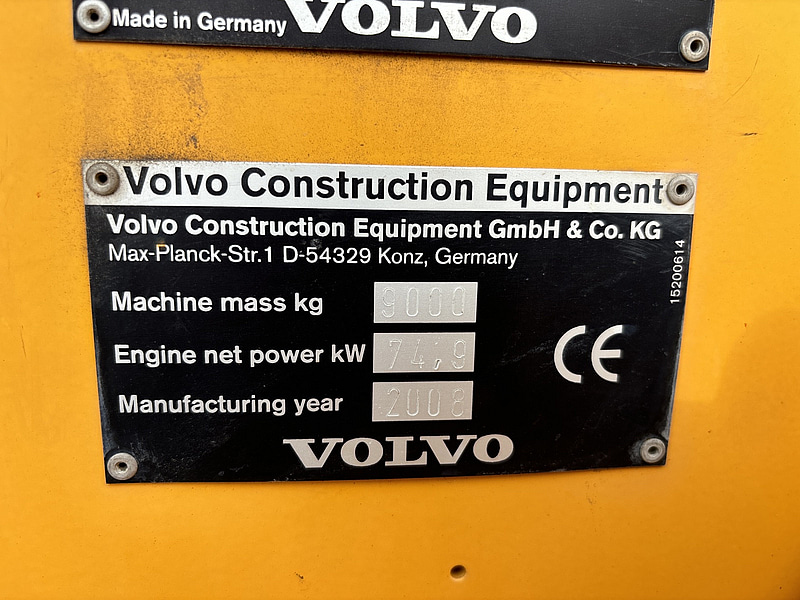 Made in Germany VOLVO
Volvo Construction Equipment
Volvo Construction Equipment GmbH & Co. KG
Max-Planck-Str.1 D-54329 Konz, Germany
15200614
Machine mass kg 9000
Engine net power kW 74,9
Manufacturing year 2008
CE
VOLVO